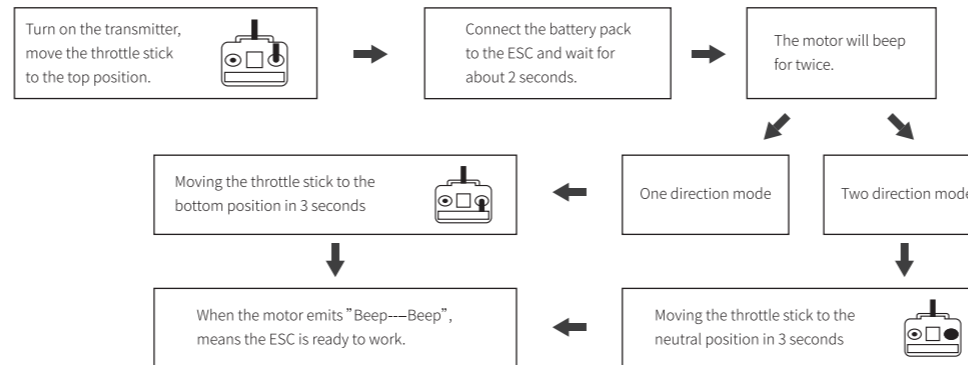 Turn on the transmitter,
move the throttle stick
to the top position.
Connect the battery pack
to the ESC and wait for
about 2 seconds.
The motor will beep
for twice.
One direction mode
Two direction mode
Moving the throttle stick to the
bottom position in 3 seconds
Moving the throttle stick to the
neutral position in 3 seconds
When the motor emits "Beep---Beep",
means the ESC is ready to work.